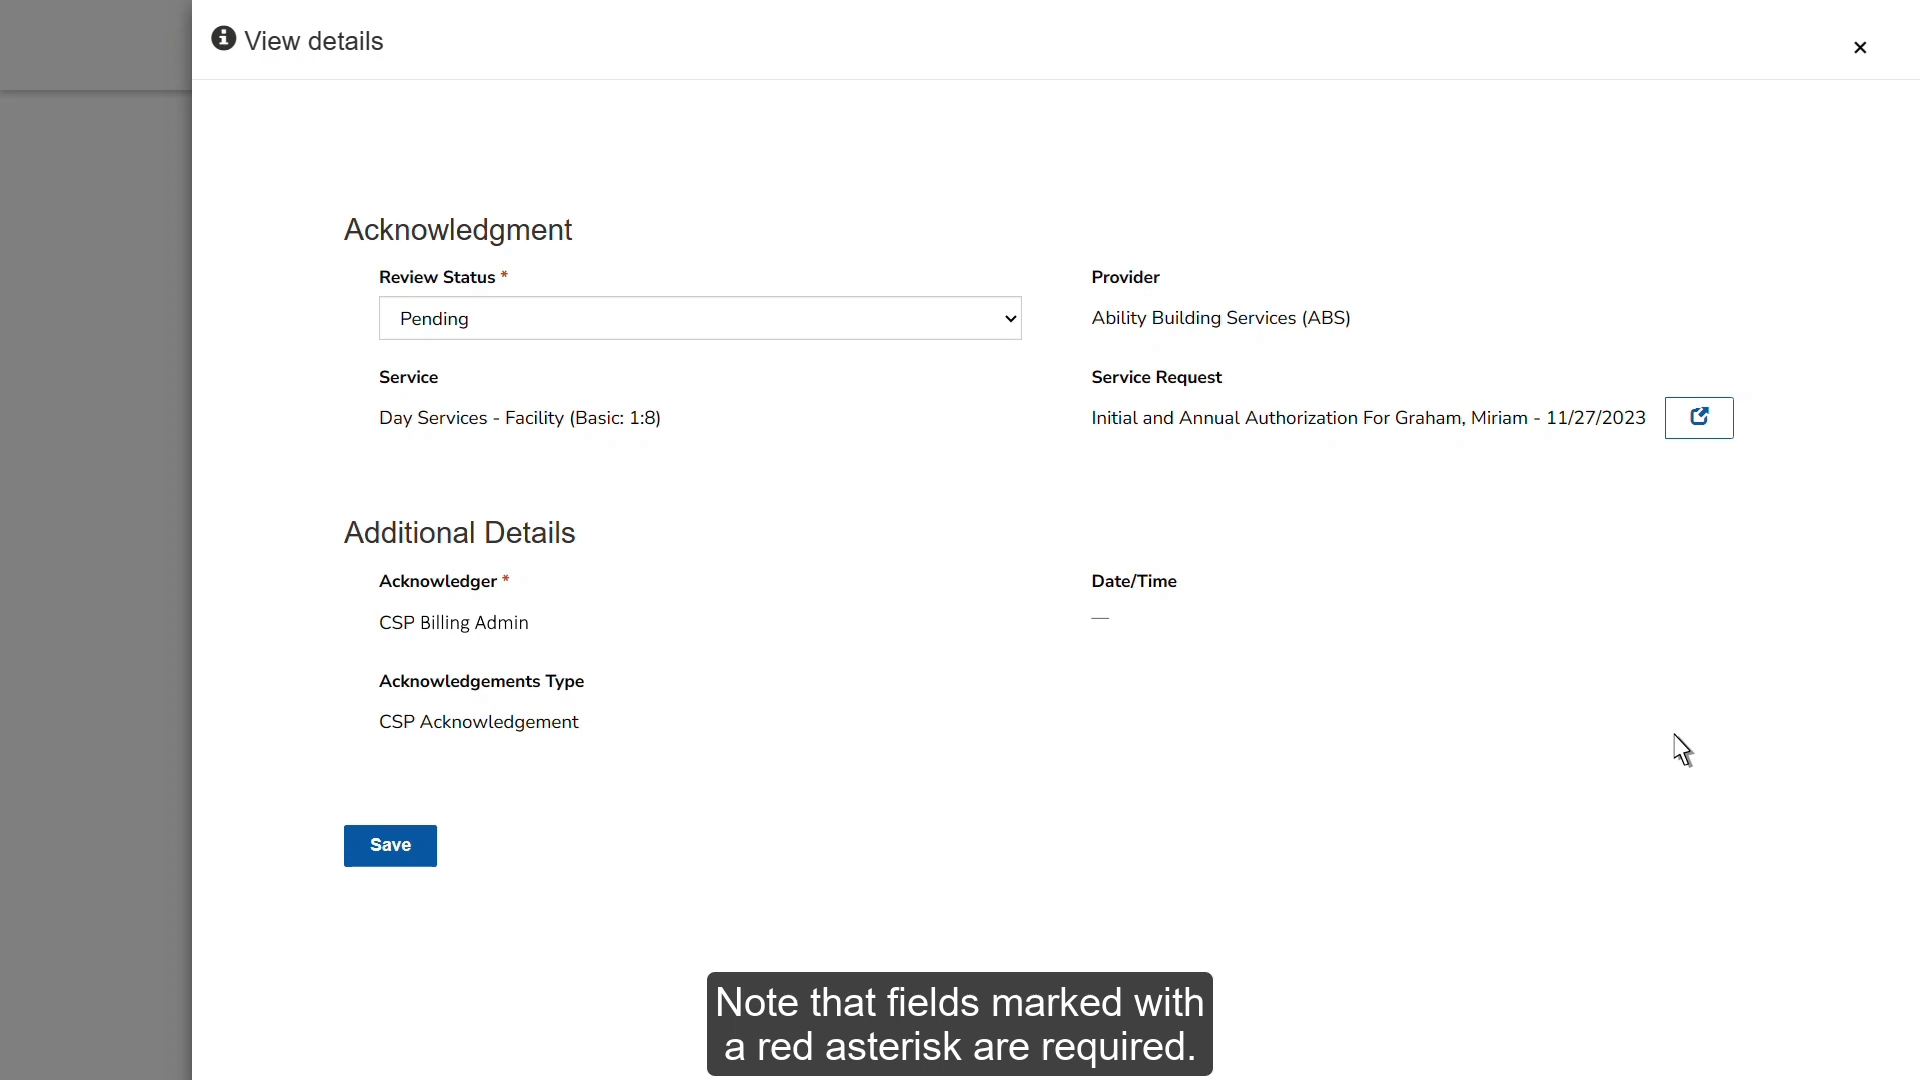 View details
×
Acknowledgment
Review Status *
Pending
Provider
Ability Building Services (ABS)
Service
Day Services - Facility (Basic: 1:8)
Service Request
Initial and Annual Authorization For Graham, Miriam - 11/27/2023
Additional Details
Acknowledger *
CSP Billing Admin
Date/Time
—
Acknowledgements Type
CSP Acknowledgement
Save
Note that fields marked with
a red asterisk are required.